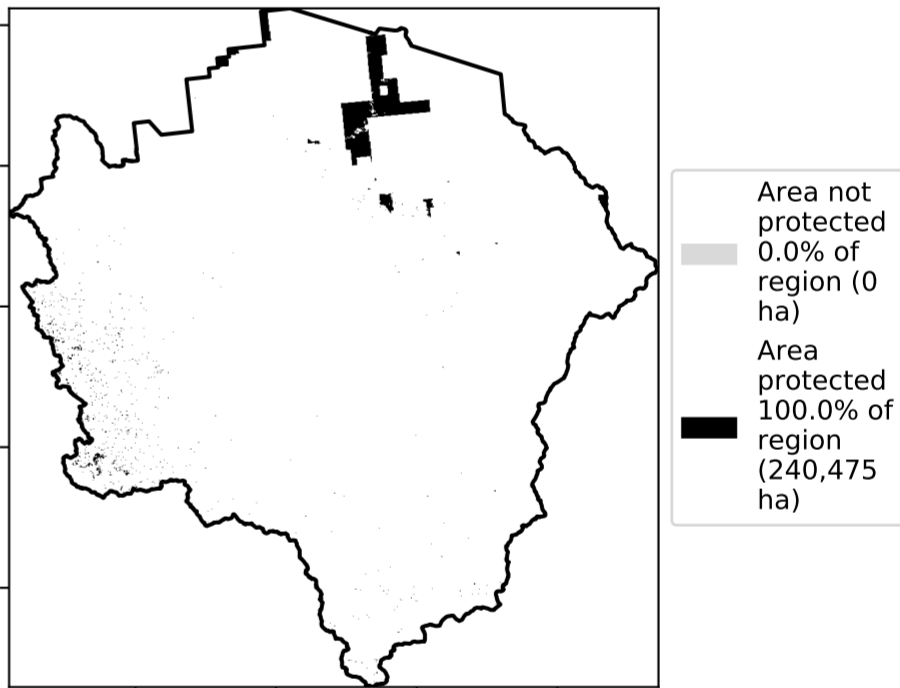 Area not
protected
0.0% of
region (0
ha)
Area
protected
100.0% of
region
(240,475
ha)